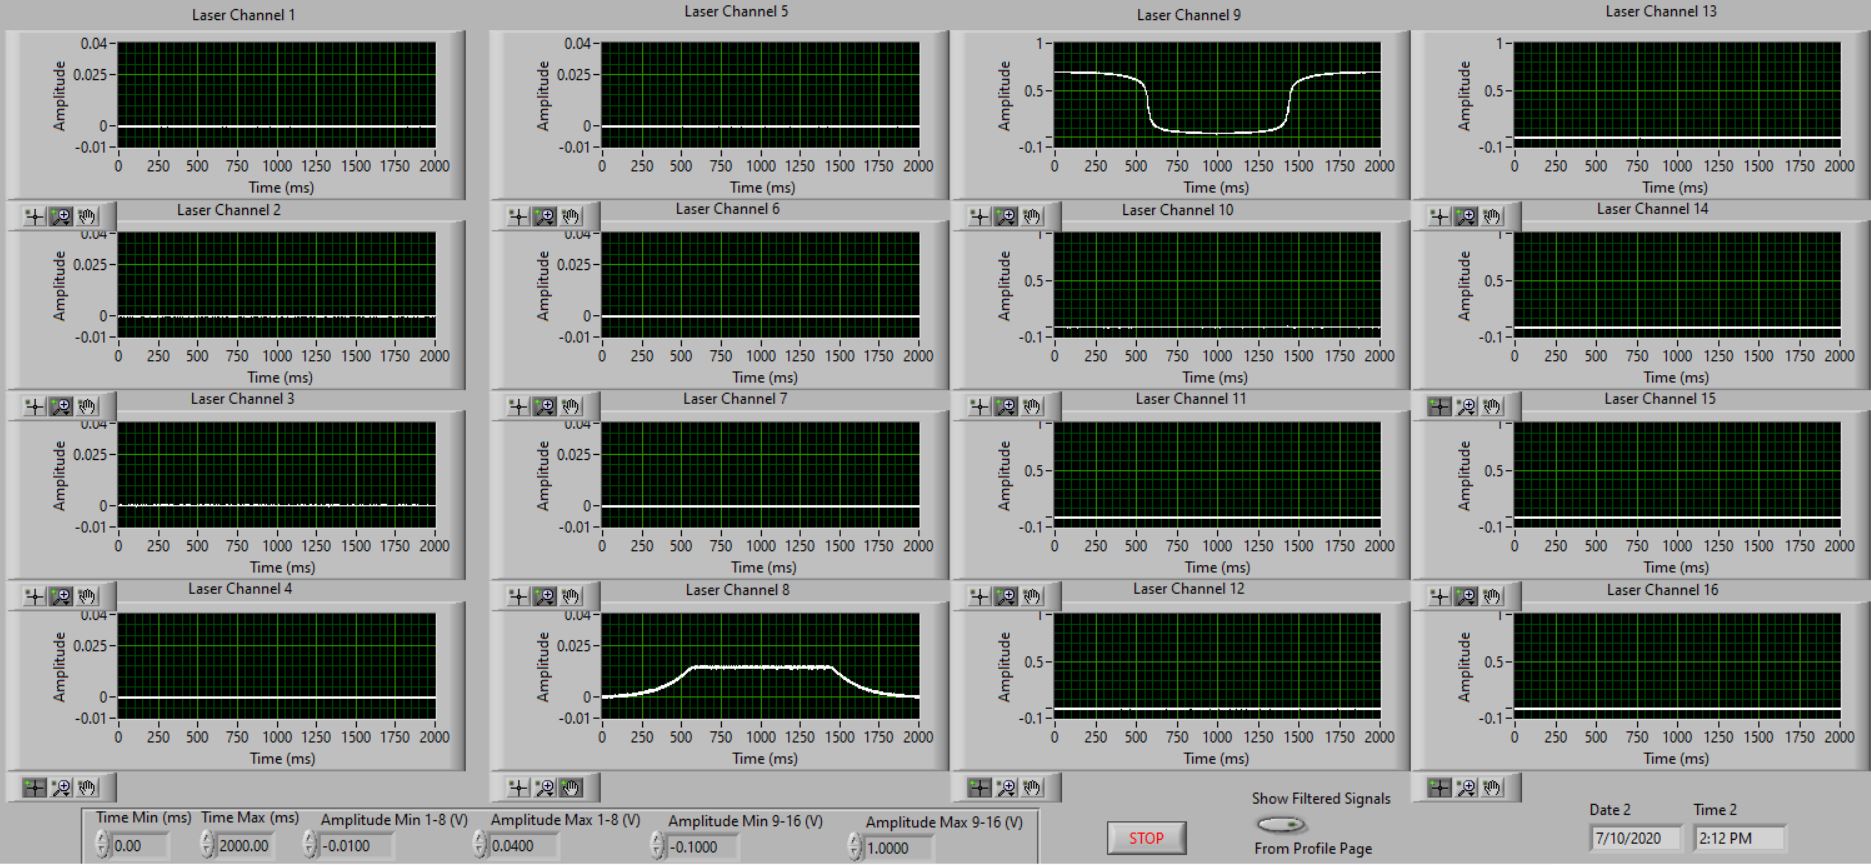 Laser Channel 1
0.04
0.025
0
-0.01
Amplitude
0 250 500 750 1000 1250 1500 1750 2000
Time (ms)
Laser Channel 5
0.04
0.025
0
-0.01
Amplitude
0 250 500 750 1000 1250 1500 1750 2000
Time (ms)
Laser Channel 9
1
0.5
-0.1
Amplitude
0 250 500 750 1000 1250 1500 1750 2000
Time (ms)
Laser Channel 13
1
0.5
-0.1
Amplitude
0 250 500 750 1000 1250 1500 1750 2000
Time (ms)
Laser Channel 2
0.04
0.025
0
-0.01
Amplitude
0 250 500 750 1000 1250 1500 1750 2000
Time (ms)
Laser Channel 6
0.04
0.025
0
-0.01
Amplitude
0 250 500 750 1000 1250 1500 1750 2000
Time (ms)
Laser Channel 10
1
0.5
-0.1
Amplitude
0 250 500 750 1000 1250 1500 1750 2000
Time (ms)
Laser Channel 14
1
0.5
-0.1
Amplitude
0 250 500 750 1000 1250 1500 1750 2000
Time (ms)
Laser Channel 3
0.04
0.025
0
-0.01
Amplitude
0 250 500 750 1000 1250 1500 1750 2000
Time (ms)
Laser Channel 7
0.04
0.025
0
-0.01
Amplitude
0 250 500 750 1000 1250 1500 1750 2000
Time (ms)
Laser Channel 11
1
0.5
-0.1
Amplitude
0 250 500 750 1000 1250 1500 1750 2000
Time (ms)
Laser Channel 15
1
0.5
-0.1
Amplitude
0 250 500 750 1000 1250 1500 1750 2000
Time (ms)
Laser Channel 4
0.04
0.025
0
-0.01
Amplitude
0 250 500 750 1000 1250 1500 1750 2000
Time (ms)
Laser Channel 8
0.04
0.025
0
-0.01
Amplitude
0 250 500 750 1000 1250 1500 1750 2000
Time (ms)
Laser Channel 12
1
0.5
-0.1
Amplitude
0 250 500 750 1000 1250 1500 1750 2000
Time (ms)
Laser Channel 16
1
0.5
-0.1
Amplitude
0 250 500 750 1000 1250 1500 1750 2000
Time (ms)
Time Min (ms) Time Max (ms) Amplitude Min 1-8 (V) Amplitude Max 1-8 (V) Amplitude Min 9-16 (V) Amplitude Max 9-16 (V)
0.00 2000.00 -0.0100 0.0400 -0.1000 1.0000
STOP
Show Filtered Signals
From Profile Page
Date 2 Time 2
7/10/2020 2:12 PM